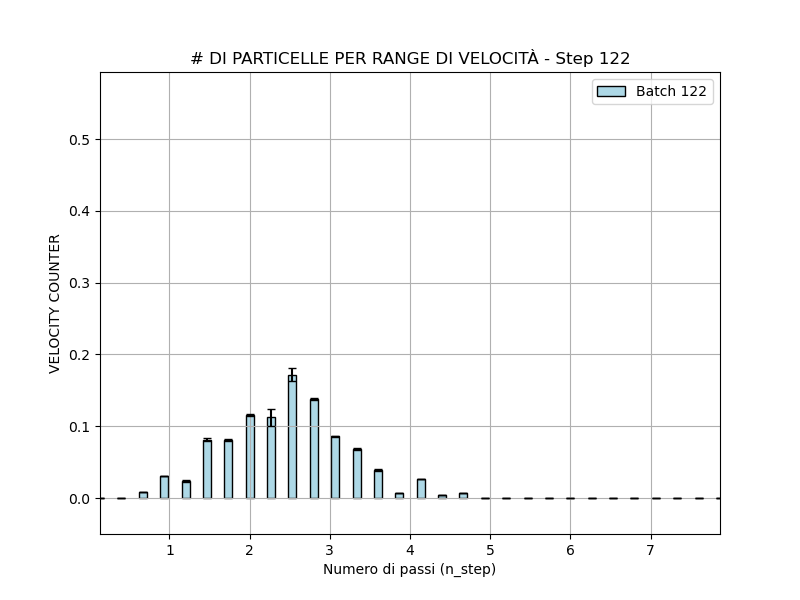 # DI PARTICELLE PER RANGE DI VELOCITÀ - Step 122
Batch 122
VELOCITY COUNTER
0.5
0.4
0.3
0.2
0.1
0.0
1 2 3 4 5 6 7
Numero di passi (n_step)